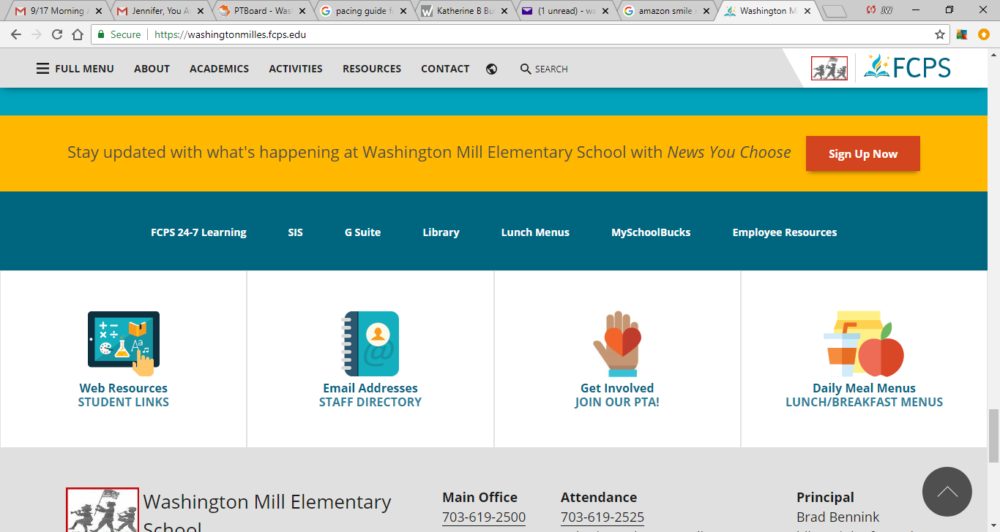 9/17 Morning
Jennifer, You A
PTBoard - Was
pacing guide f
Katherine B Bu
(1 unread) - wa
amazon smile
Washington M
JW
Secure https://washingtonmilles.fcps.edu
FULL MENU ABOUT ACADEMICS ACTIVITIES RESOURCES CONTACT SEARCH
FCPS
Stay updated with what's happening at Washington Mill Elementary School with News You Choose
Sign Up Now
FCPS 24-7 Learning SIS G Suite Library Lunch Menus MySchoolBucks Employee Resources
Web Resources
STUDENT LINKS
Email Addresses
STAFF DIRECTORY
Get Involved
JOIN OUR PTA!
Daily Meal Menus
LUNCH/BREAKFAST MENUS
Washington Mill Elementary
School
Main Office
703-619-2500
Attendance
703-619-2525
Principal
Brad Bennink